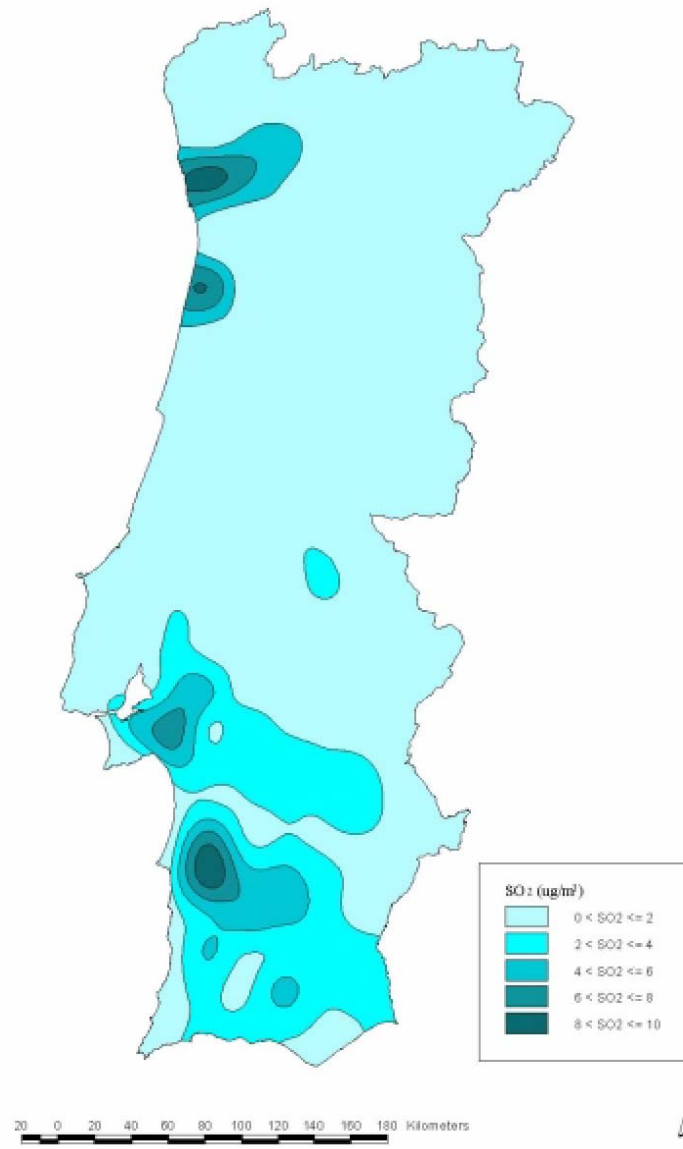 SO2 (ug/m³)
0 < SO2 <= 2
2 < SO2 <= 4
4 < SO2 <= 6
6 < SO2 <= 8
8 < SO2 <= 10
20 0 20 40 60 80 100 120 140 160 180 Kilometers